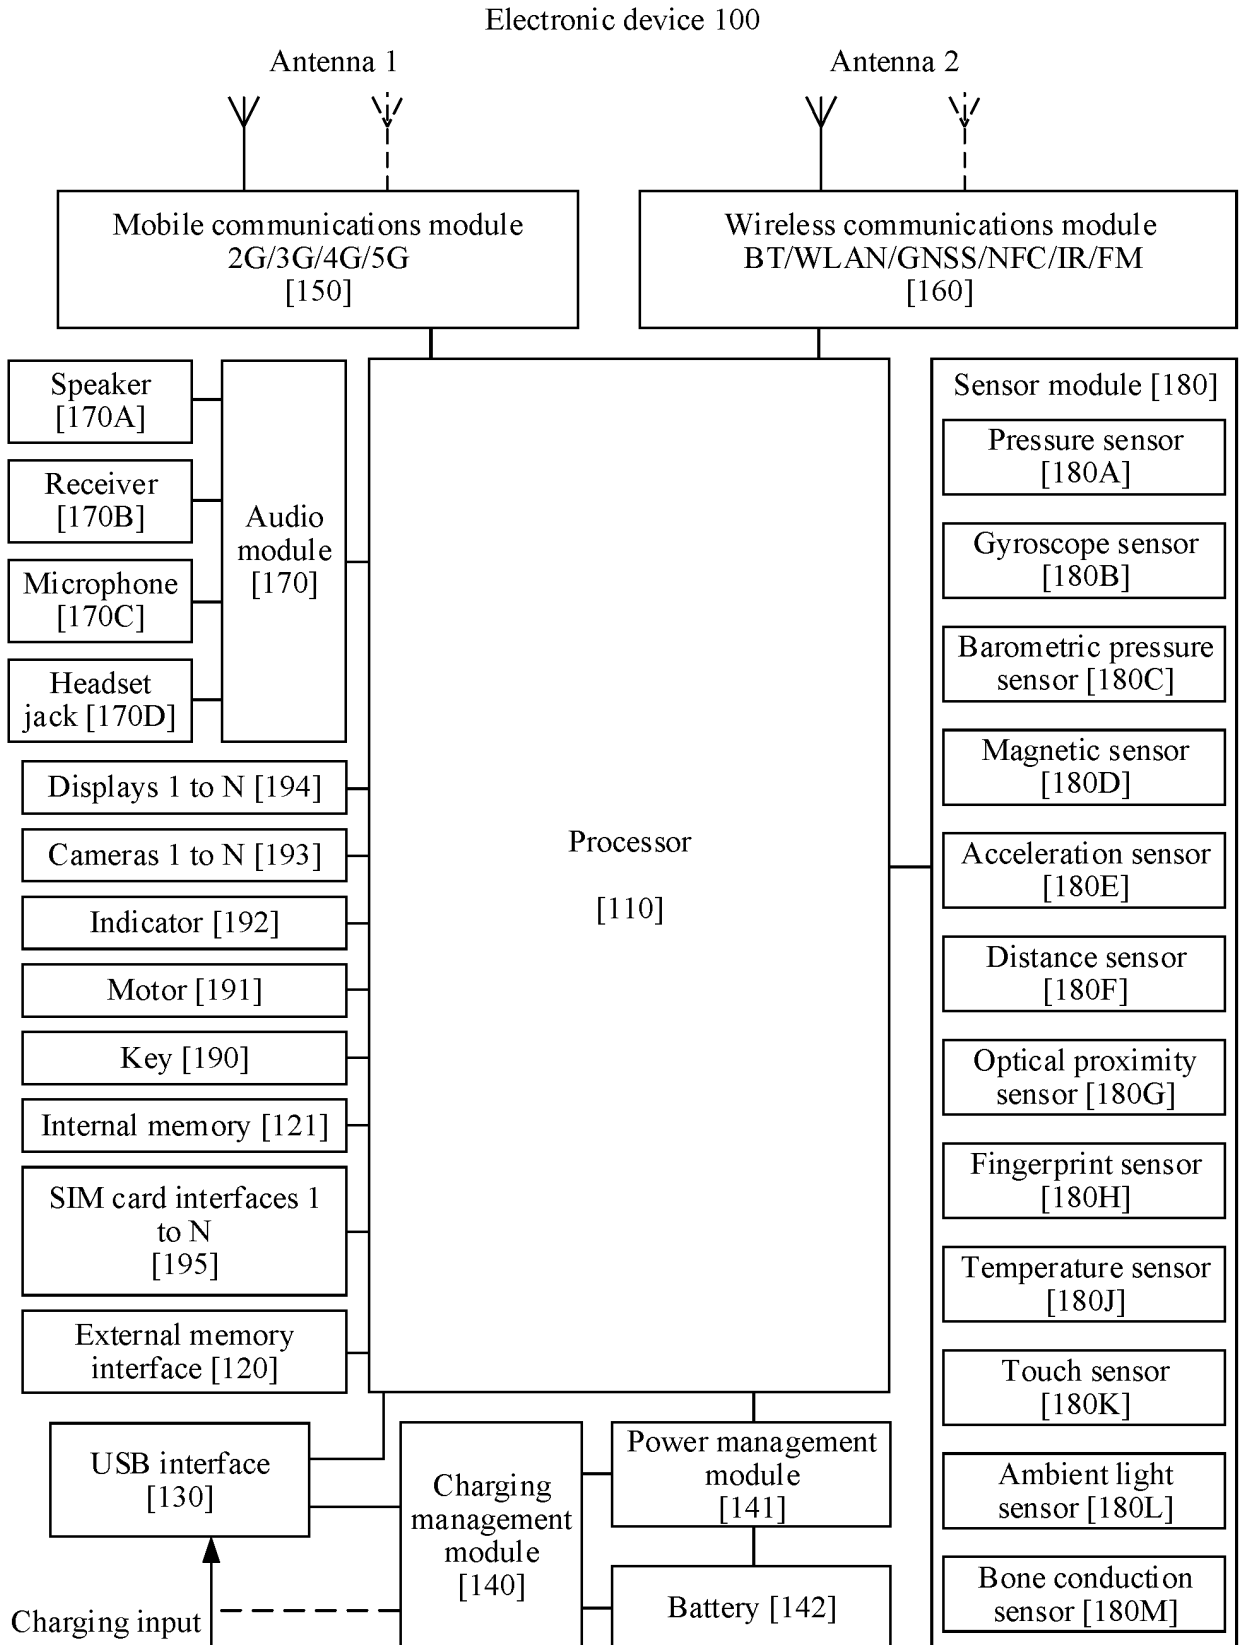 Electronic device 100
Antenna 1
Antenna 2
Mobile communications module
2G/3G/4G/5G
[150]
Wireless communications module
BT/WLAN/GNSS/NFC/IR/FM
[160]
Speaker
[170A]
Receiver
[170B]
Microphone
[170C]
Headset
jack [170D]
Audio
module
[170]
Displays 1 to N [194]
Cameras 1 to N [193]
Indicator [192]
Motor [191]
Key [190]
Internal memory [121]
SIM card interfaces 1
to N
[195]
External memory
interface [120]
Processor
[110]
Sensor module [180]
Pressure sensor
[180A]
Gyroscope sensor
[180B]
Barometric pressure
sensor [180C]
Magnetic sensor
[180D]
Acceleration sensor
[180E]
Distance sensor
[180F]
Optical proximity
sensor [180G]
Fingerprint sensor
[180H]
Temperature sensor
[180J]
Touch sensor
[180K]
Ambient light
sensor [180L]
Bone conduction
sensor [180M]
USB interface
[130]
Charging
management
module
[140]
Power management
module
[141]
Battery [142]
Charging input